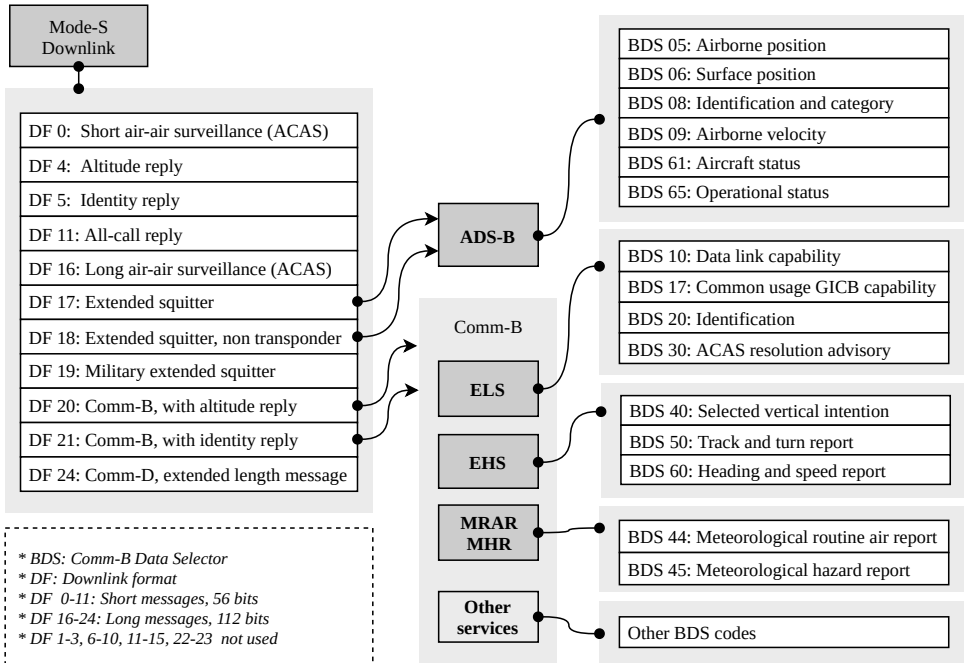 Mode-S
Downlink
DF 0:  Short air-air surveillance (ACAS)
DF 4:  Altitude reply
DF 5:  Identity reply
DF 11: All-call reply
DF 16: Long air-air surveillance (ACAS)
DF 17: Extended squitter
DF 18: Extended squitter, non transponder
DF 19: Military extended squitter
DF 20: Comm-B, with altitude reply
DF 21: Comm-B, with identity reply
DF 24: Comm-D, extended length message
* BDS: Comm-B Data Selector
* DF: Downlink format
* DF  0-11: Short messages, 56 bits
* DF 16-24: Long messages, 112 bits
* DF 1-3, 6-10, 11-15, 22-23  not used
ADS-B
Comm-B
ELS
EHS
MRAR
MHR
Other
services
BDS 05: Airborne position
BDS 06: Surface position
BDS 08: Identification and category
BDS 09: Airborne velocity
BDS 61: Aircraft status
BDS 65: Operational status
BDS 10: Data link capability
BDS 17: Common usage GICB capability
BDS 20: Identification
BDS 30: ACAS resolution advisory
BDS 40: Selected vertical intention
BDS 50: Track and turn report
BDS 60: Heading and speed report
BDS 44: Meteorological routine air report
BDS 45: Meteorological hazard report
Other BDS codes